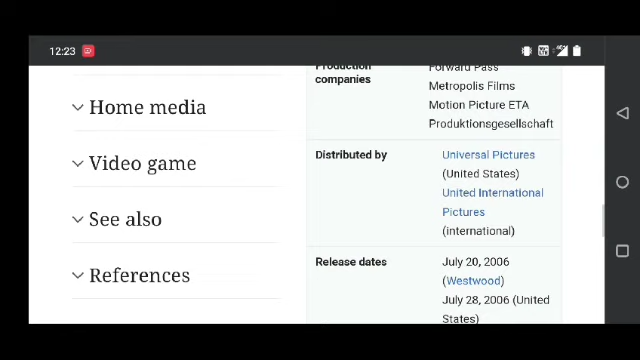 12:23
Home media
Video game
See also
References
Production
companies
Forward Pass
Metropolis Films
Motion Picture ETA
Produktionsgesellschaft
Distributed by
Universal Pictures
(United States)
United International
Pictures
(international)
Release dates
July 20, 2006
(Westwood)
July 28, 2006 (United
States)